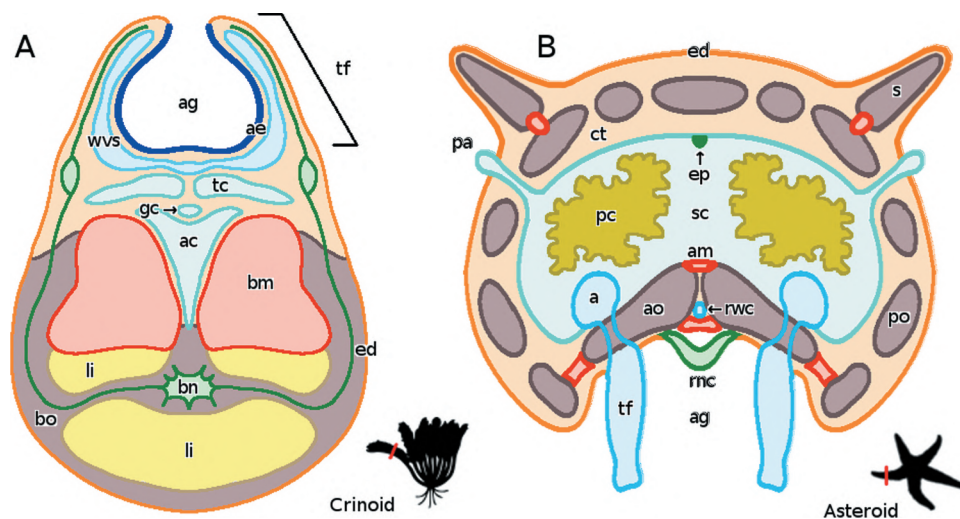 A
tf
ag
wvs
ae
tc
gc→
ac
bm
ed
li
bn
bo
li
Crinoid
B
ed
s
ct
pa
↑
ep
pc
sc
am
a
ao
←rwc
po
rnc
tf
ag
Asteroid